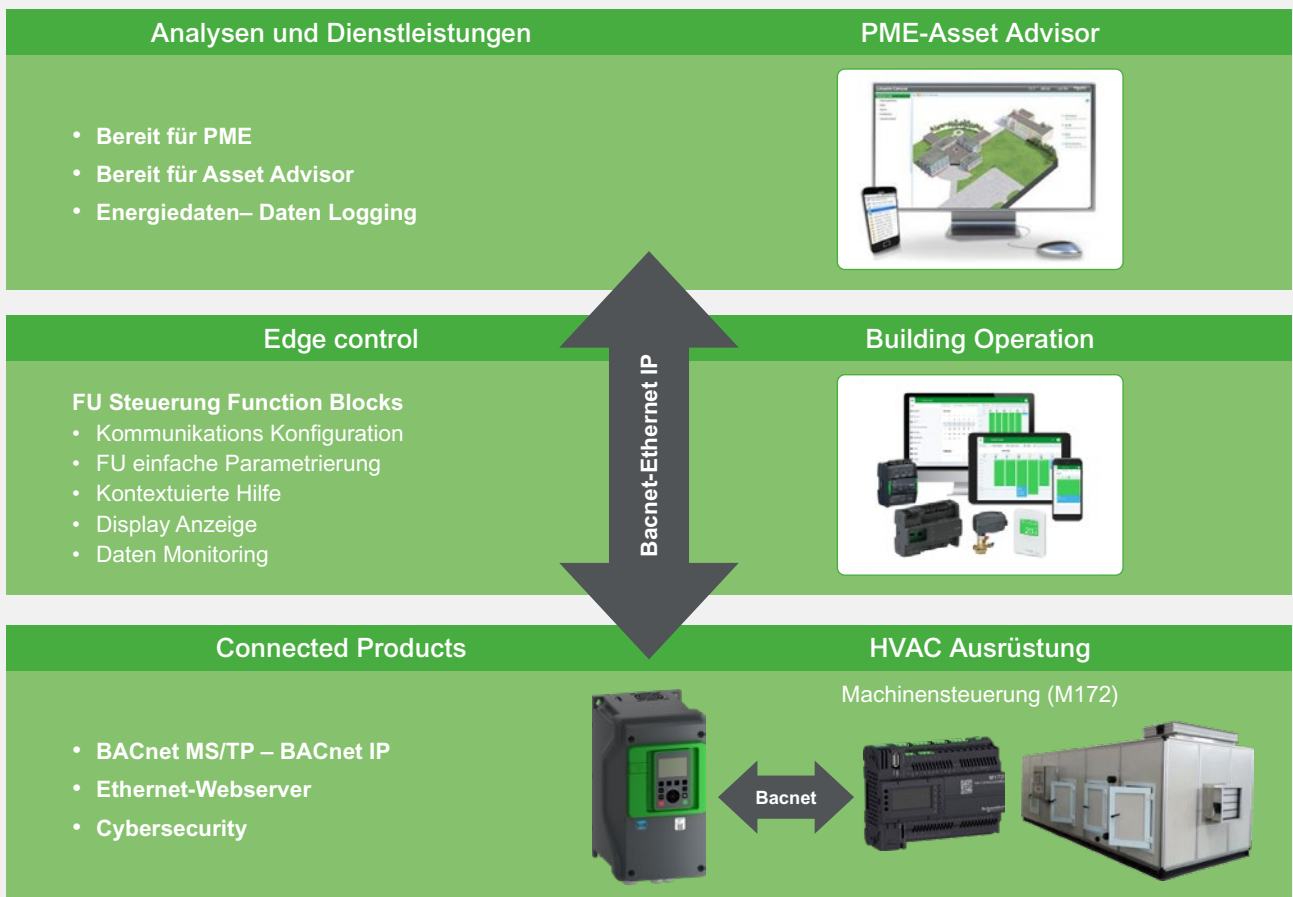 Analysen und Dienstleistungen
PME-Asset Advisor
• Bereit für PME
• Bereit für Asset Advisor
• Energiedaten– Daten Logging
Edge control
Building Operation
FU Steuerung Function Blocks
• Kommunikations Konfiguration
• FU einfache Parametrierung
• Kontextuierte Hilfe
• Display Anzeige
• Daten Monitoring
Bacnet-Ethernet IP
Connected Products
HVAC Ausrüstung
Machinensteuerung (M172)
• BACnet MS/TP – BACnet IP
• Ethernet-Webserver
• Cybersecurity
Bacnet
M172